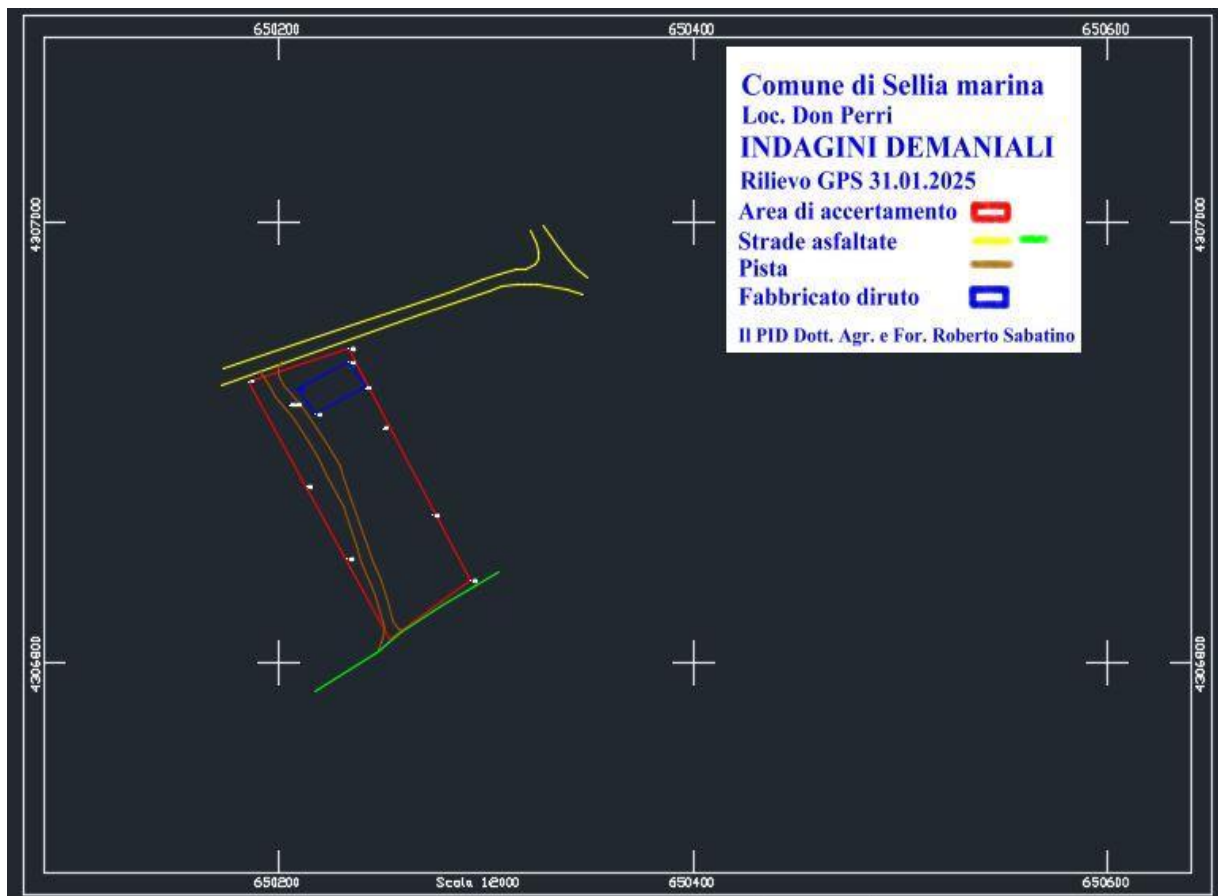 650200 650400 650600
Comune di Sellia marina
Loc. Don Perri
INDAGINI DEMANIALI
Rilievo GPS 31.01.2025
Area di accertamento
Strade asfaltate
Pista
Fabbricato diruto
Il PID Dott. Agr. e For. Roberto Sabatino
4307000 4307000
4306800 4306800
650200 Scala 1:2000 650400 650600